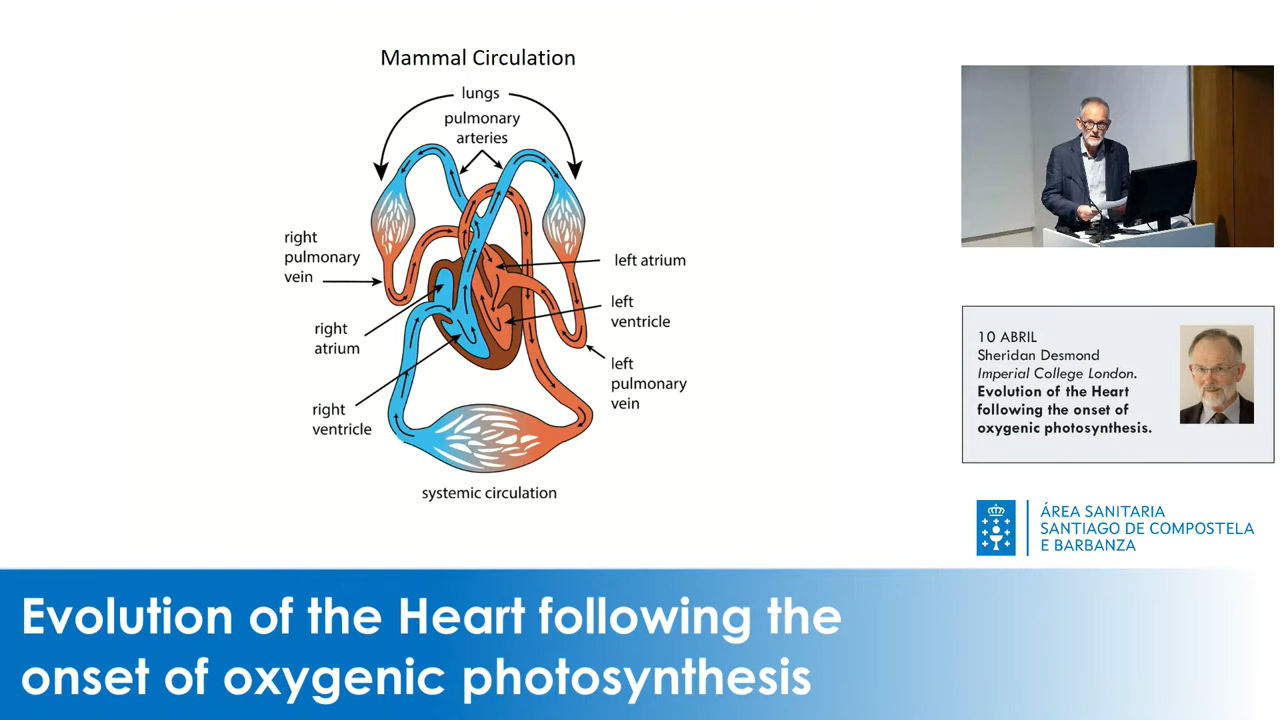 Mammal Circulation
lungs
pulmonary
arteries
right
pulmonary
vein
left atrium
left
ventricle
right
atrium
left
pulmonary
vein
right
ventricle
systemic circulation
10 ABRIL
Sheridan Desmond
Imperial College London.
Evolution of the Heart
following the onset of
oxygenic photosynthesis.
ÁREA SANITARIA
SANTIAGO DE COMPOSTELA
E BARBANZA
Evolution of the Heart following the
onset of oxygenic photosynthesis